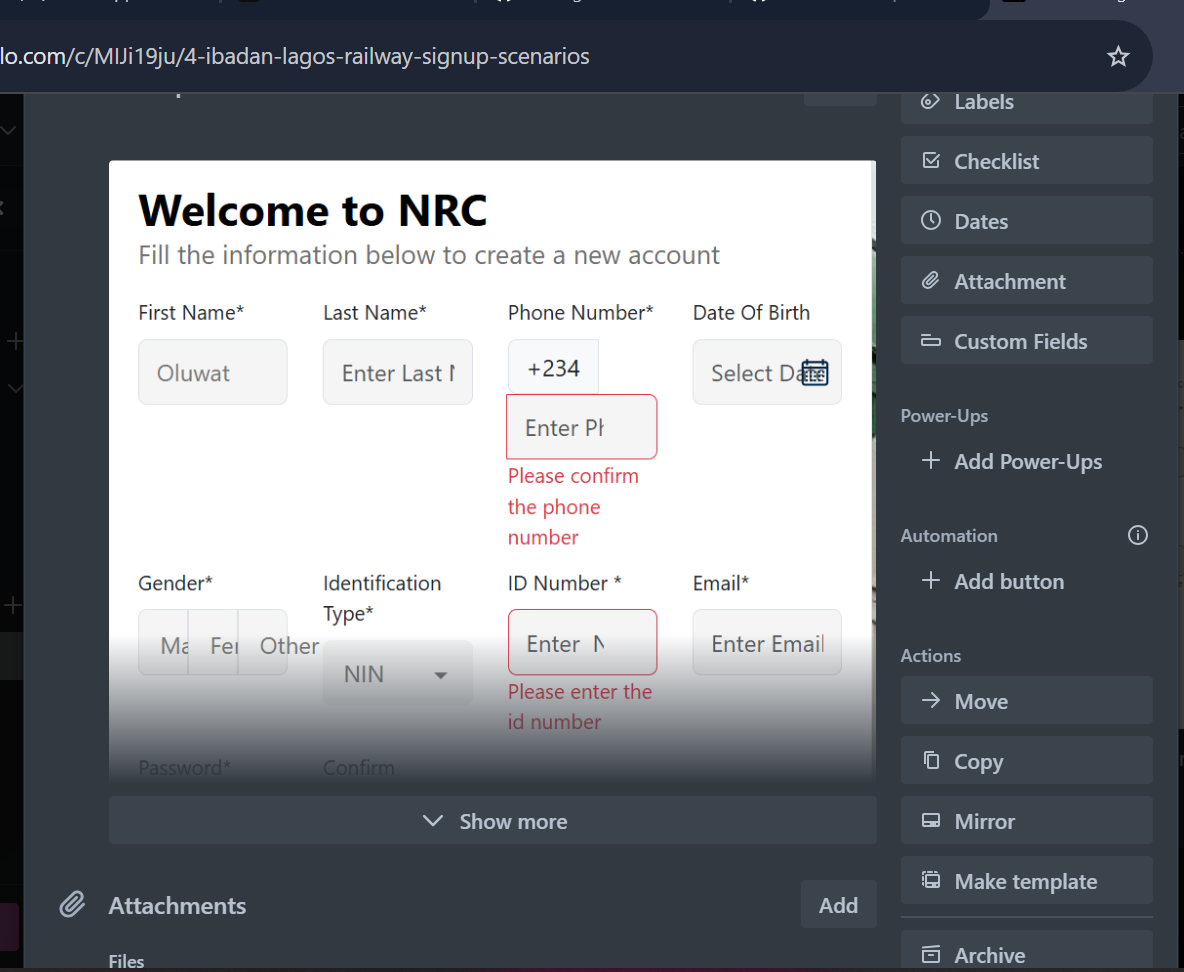 lo.com/c/MIJi19ju/4-ibadan-lagos-railway-signup-scenarios
Labels
Checklist
Dates
Attachment
Custom Fields
Power-Ups
Add Power-Ups
Automation
Add button
Actions
Move
Copy
Mirror
Make template
Archive
Welcome to NRC
Fill the information below to create a new account
First Name*
Last Name*
Phone Number*
Date Of Birth
Oluwat
Enter Last N
+234
Select Date
Enter Ph
Please confirm
the phone
number
Gender*
Identification
Type*
ID Number *
Email*
Ma
Fer
Other
NIN
Enter N
Enter Email
Please enter the
id number
Password*
Confirm
Show more
Attachments
Add
Files